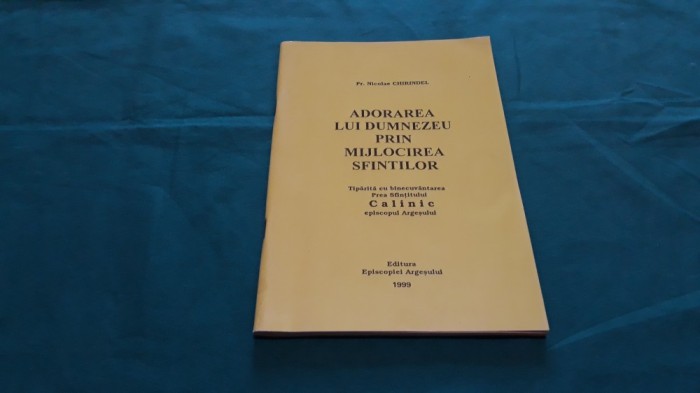 Pr. Nicolae CHIRINDEL
ADORAREA
LUI DUMNEZEU
PRIN
MIJLOCIREA
SFINTILOR
Tipărită cu binecuvântarea
Prea Sfinţitului
Calinic
episcopul Argeşului
Editura
Episcopiei Argeşului
1999